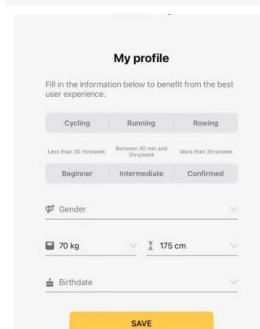 My profile
Fill in the information below to benefit from the best
user experience.
Cycling Running Rowing
Less than 30 min/week Between 30 min and 2hrs/week More than 2hrs/week
Beginner Intermediate Confirmed
Gender
70 kg 175 cm
Birthdate
SAVE